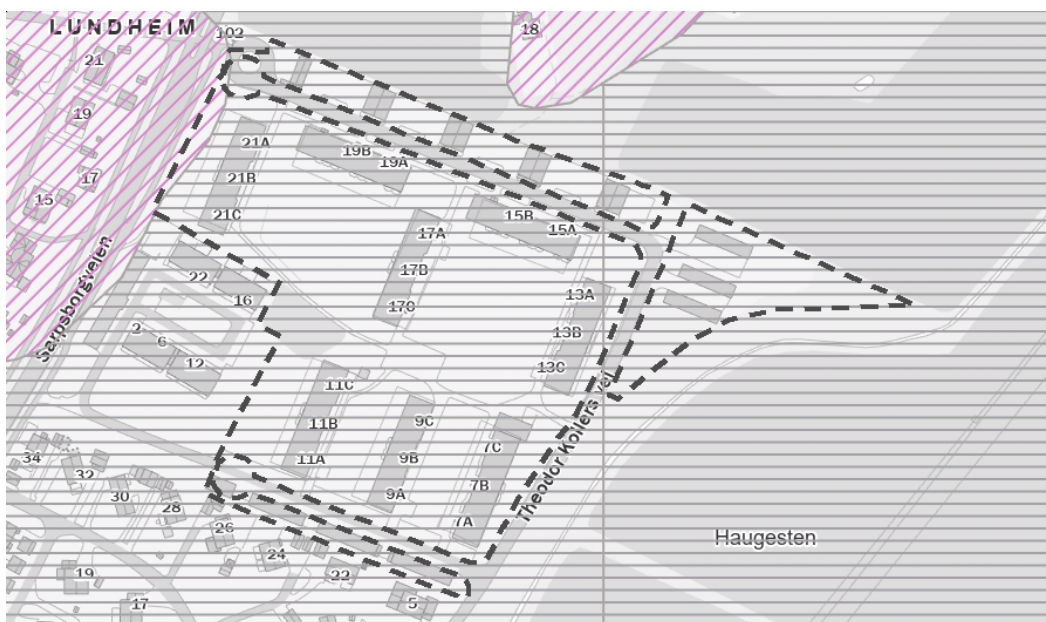 LUNDHEIM
102
18
21
19
21A
19B
19A
21B
17
15
21C
15B
15A
17A
17B
22
13A
16
17C
Sarpsborgveien
2
6
13B
12
13C
11C
Theodor Kollers vei
11B
9C
7C
34
11A
9B
32
30
7B
9A
28
7A
26
Haugesten
24
19
22
17
5